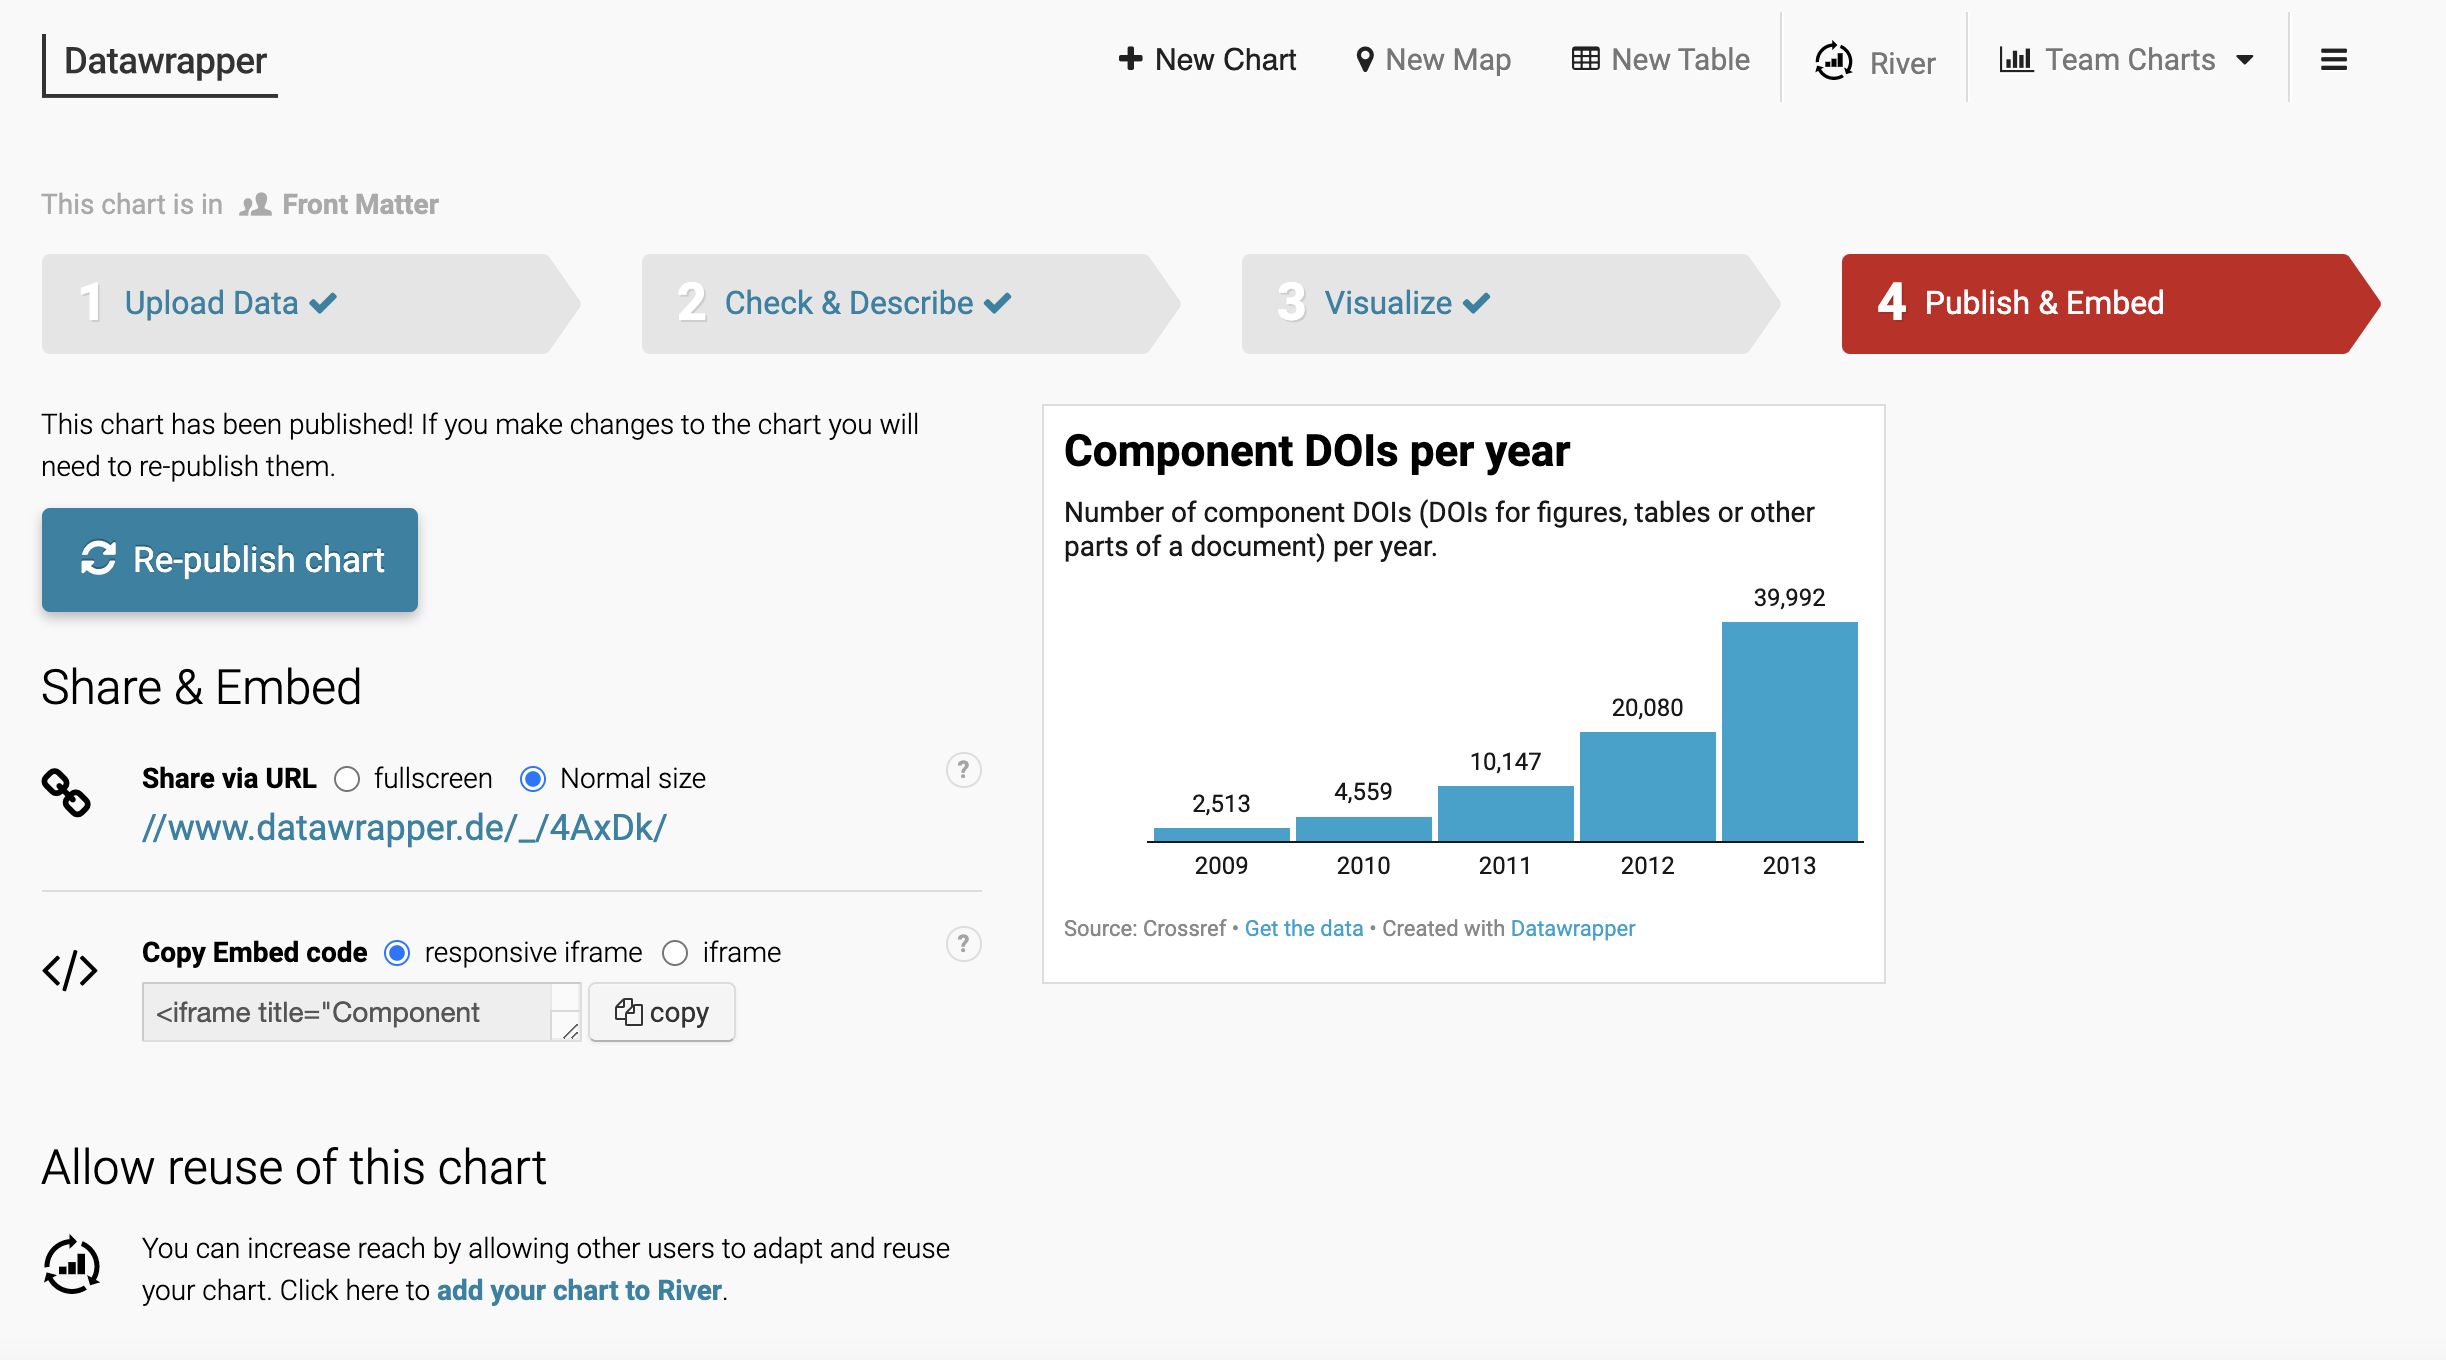 Datawrapper
New Chart
New Map
New Table
River
Team Charts
This chart is in Front Matter
1 Upload Data
2 Check & Describe
3 Visualize
4 Publish & Embed
This chart has been published! If you make changes to the chart you will
need to re-publish them.
Re-publish chart
Share & Embed
Share via URL fullscreen Normal size
?
//www.datawrapper.de/_/4AxDk/
Copy Embed code responsive iframe iframe
?
</>
<iframe title="Component
copy
Allow reuse of this chart
You can increase reach by allowing other users to adapt and reuse
your chart. Click here to add your chart to River.
Component DOIs per year
Number of component DOIs (DOIs for figures, tables or other
parts of a document) per year.
39,992
20,080
10,147
4,559
2,513
2009 2010 2011 2012 2013
Source: Crossref • Get the data • Created with Datawrapper